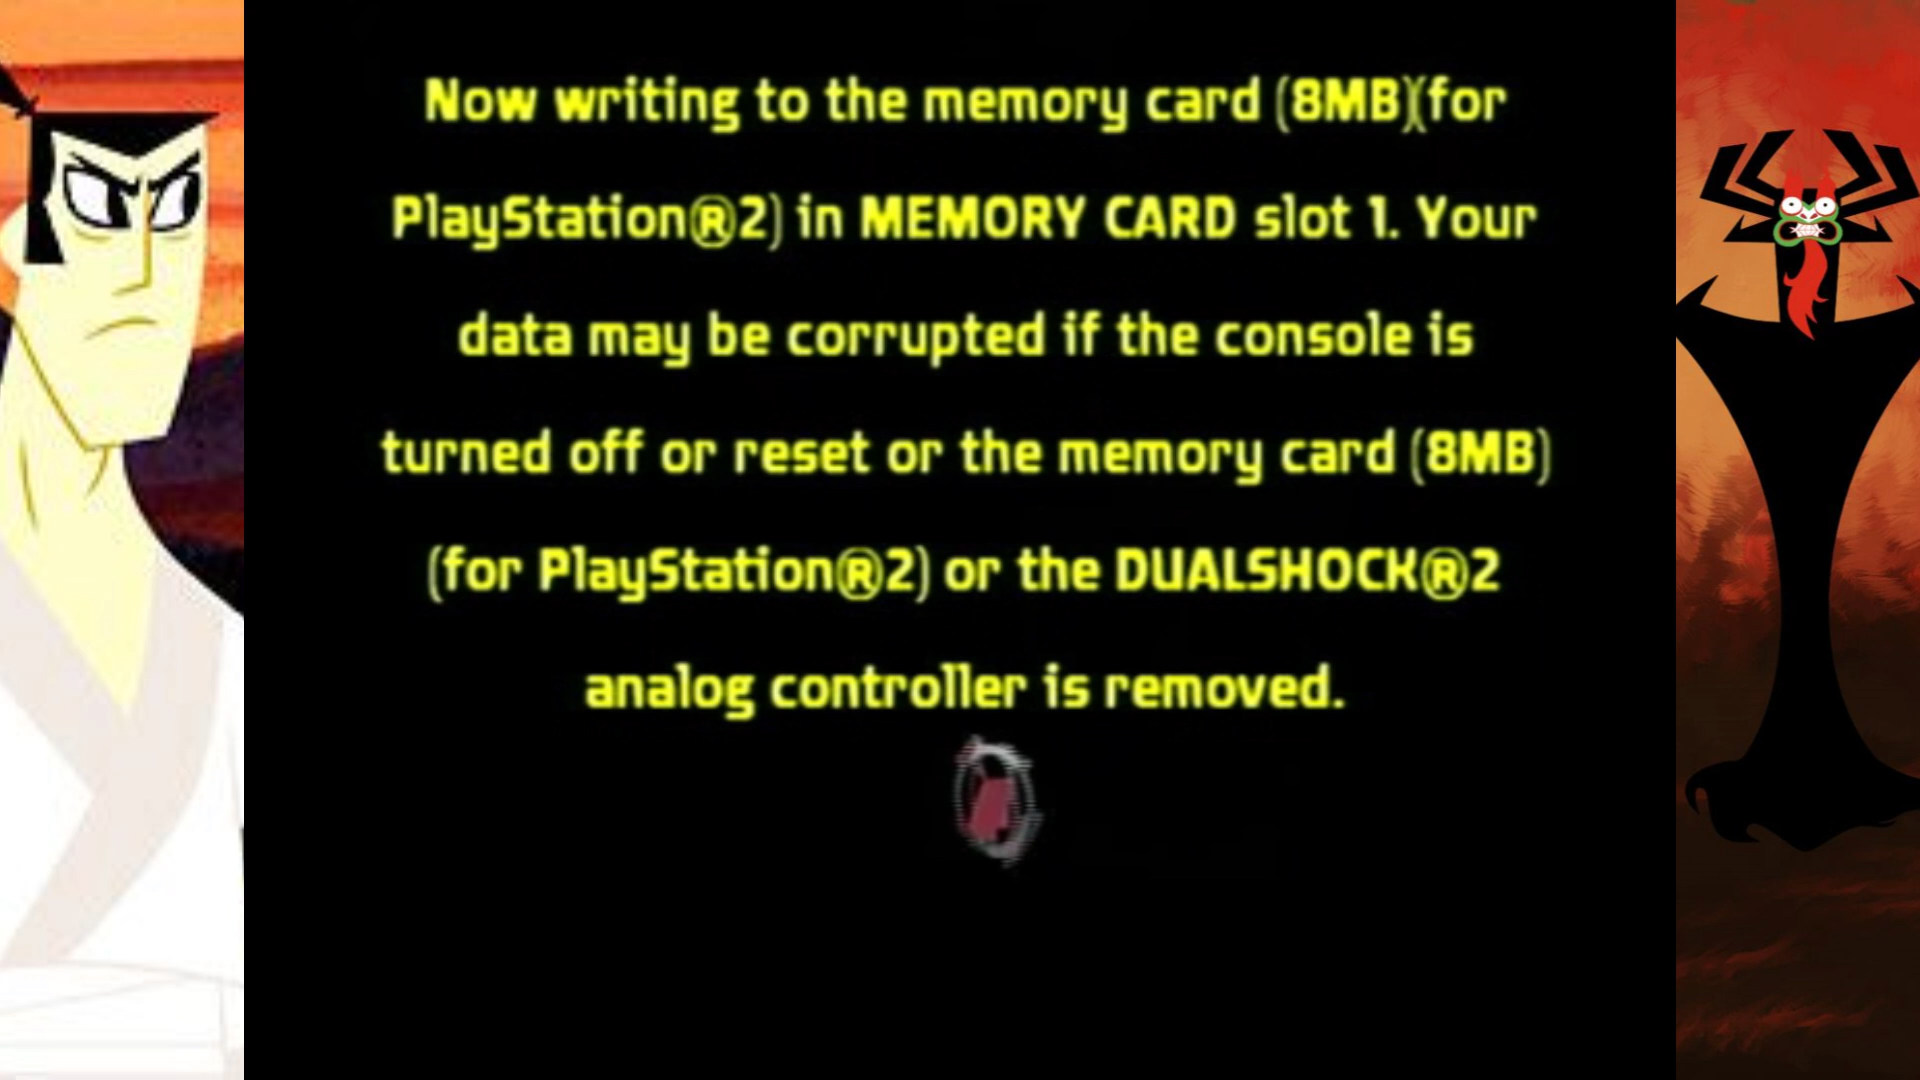 Now writing to the memory card (8MB)(for
PlayStation®2) in MEMORY CARD slot 1. Your
data may be corrupted if the console is
turned off or reset or the memory card (8MB)
(for PlayStation®2) or the DUALSHOCK®2
analog controller is removed.